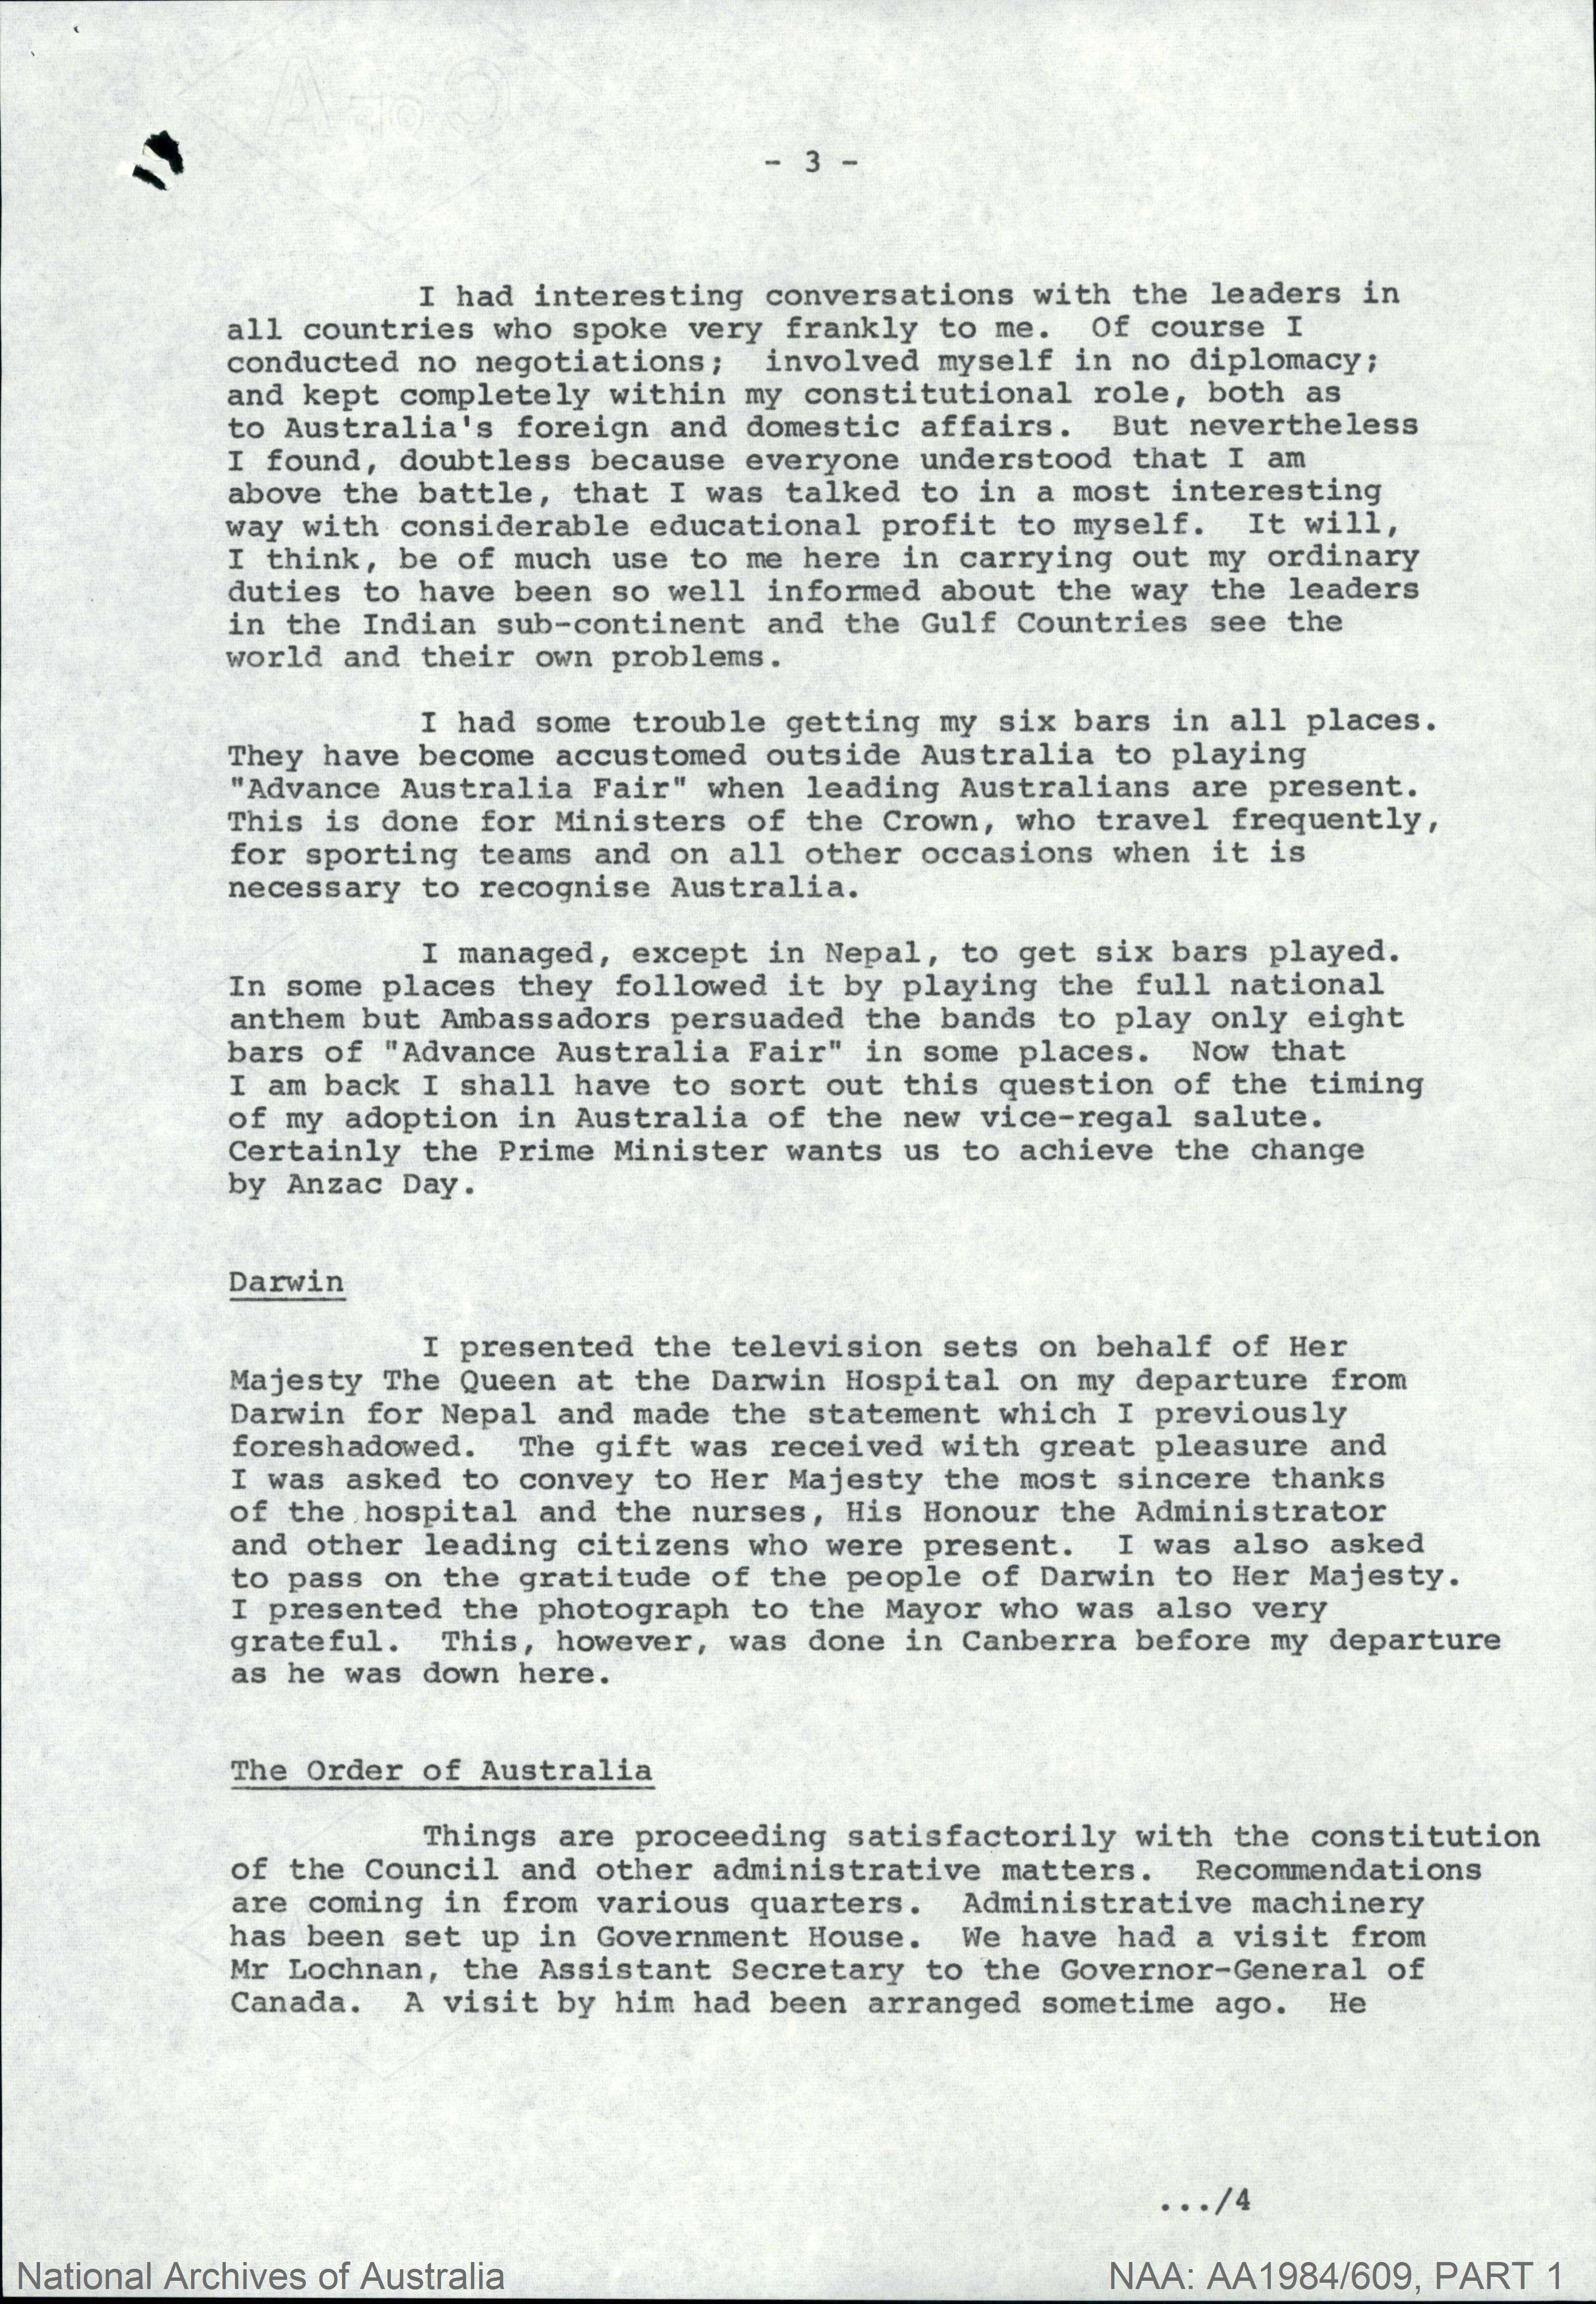 - 3 -
I had interesting conversations with the leaders in
all countries who spoke very frankly to me. Of course I
conducted no negotiations; involved myself in no diplomacy;
and kept completely within my constitutional role, both as
to Australia's foreign and domestic affairs. But nevertheless
I found, doubtless because everyone understood that I am
above the battle, that I was talked to in a most interesting
way with considerable educational profit to myself. It will,
I think, be of much use to me here in carrying out my ordinary
duties to have been so well informed about the way the leaders
in the Indian sub-continent and the Gulf Countries see the
world and their own problems.
I had some trouble getting my six bars in all places.
They have become accustomed outside Australia to playing
"Advance Australia Fair" when leading Australians are present.
This is done for Ministers of the Crown, who travel frequently,
for sporting teams and on all other occasions when it is
necessary to recognise Australia.
I managed, except in Nepal, to get six bars played.
In some places they followed it by playing the full national
anthem but Ambassadors persuaded the bands to play only eight
bars of "Advance Australia Fair" in some places. Now that
I am back I shall have to sort out this question of the timing
of my adoption in Australia of the new vice-regal salute.
Certainly the Prime Minister wants us to achieve the change
by Anzac Day.
Darwin
I presented the television sets on behalf of Her
Majesty The Queen at the Darwin Hospital on my departure from
Darwin for Nepal and made the statement which I previously
foreshadowed. The gift was received with great pleasure and
I was asked to convey to Her Majesty the most sincere thanks
of the hospital and the nurses, His Honour the Administrator
and other leading citizens who were present. I was also asked
to pass on the gratitude of the people of Darwin to Her Majesty.
I presented the photograph to the Mayor who was also very
grateful. This, however, was done in Canberra before my departure
as he was down here.
The Order of Australia
Things are proceeding satisfactorily with the constitution
of the Council and other administrative matters. Recommendations
are coming in from various quarters. Administrative machinery
has been set up in Government House. We have had a visit from
Mr Lochnan, the Assistant Secretary to the Governor-General of
Canada. A visit by him had been arranged sometime ago. He
.../4
National Archives of Australia
NAA: AA1984/609, PART 1